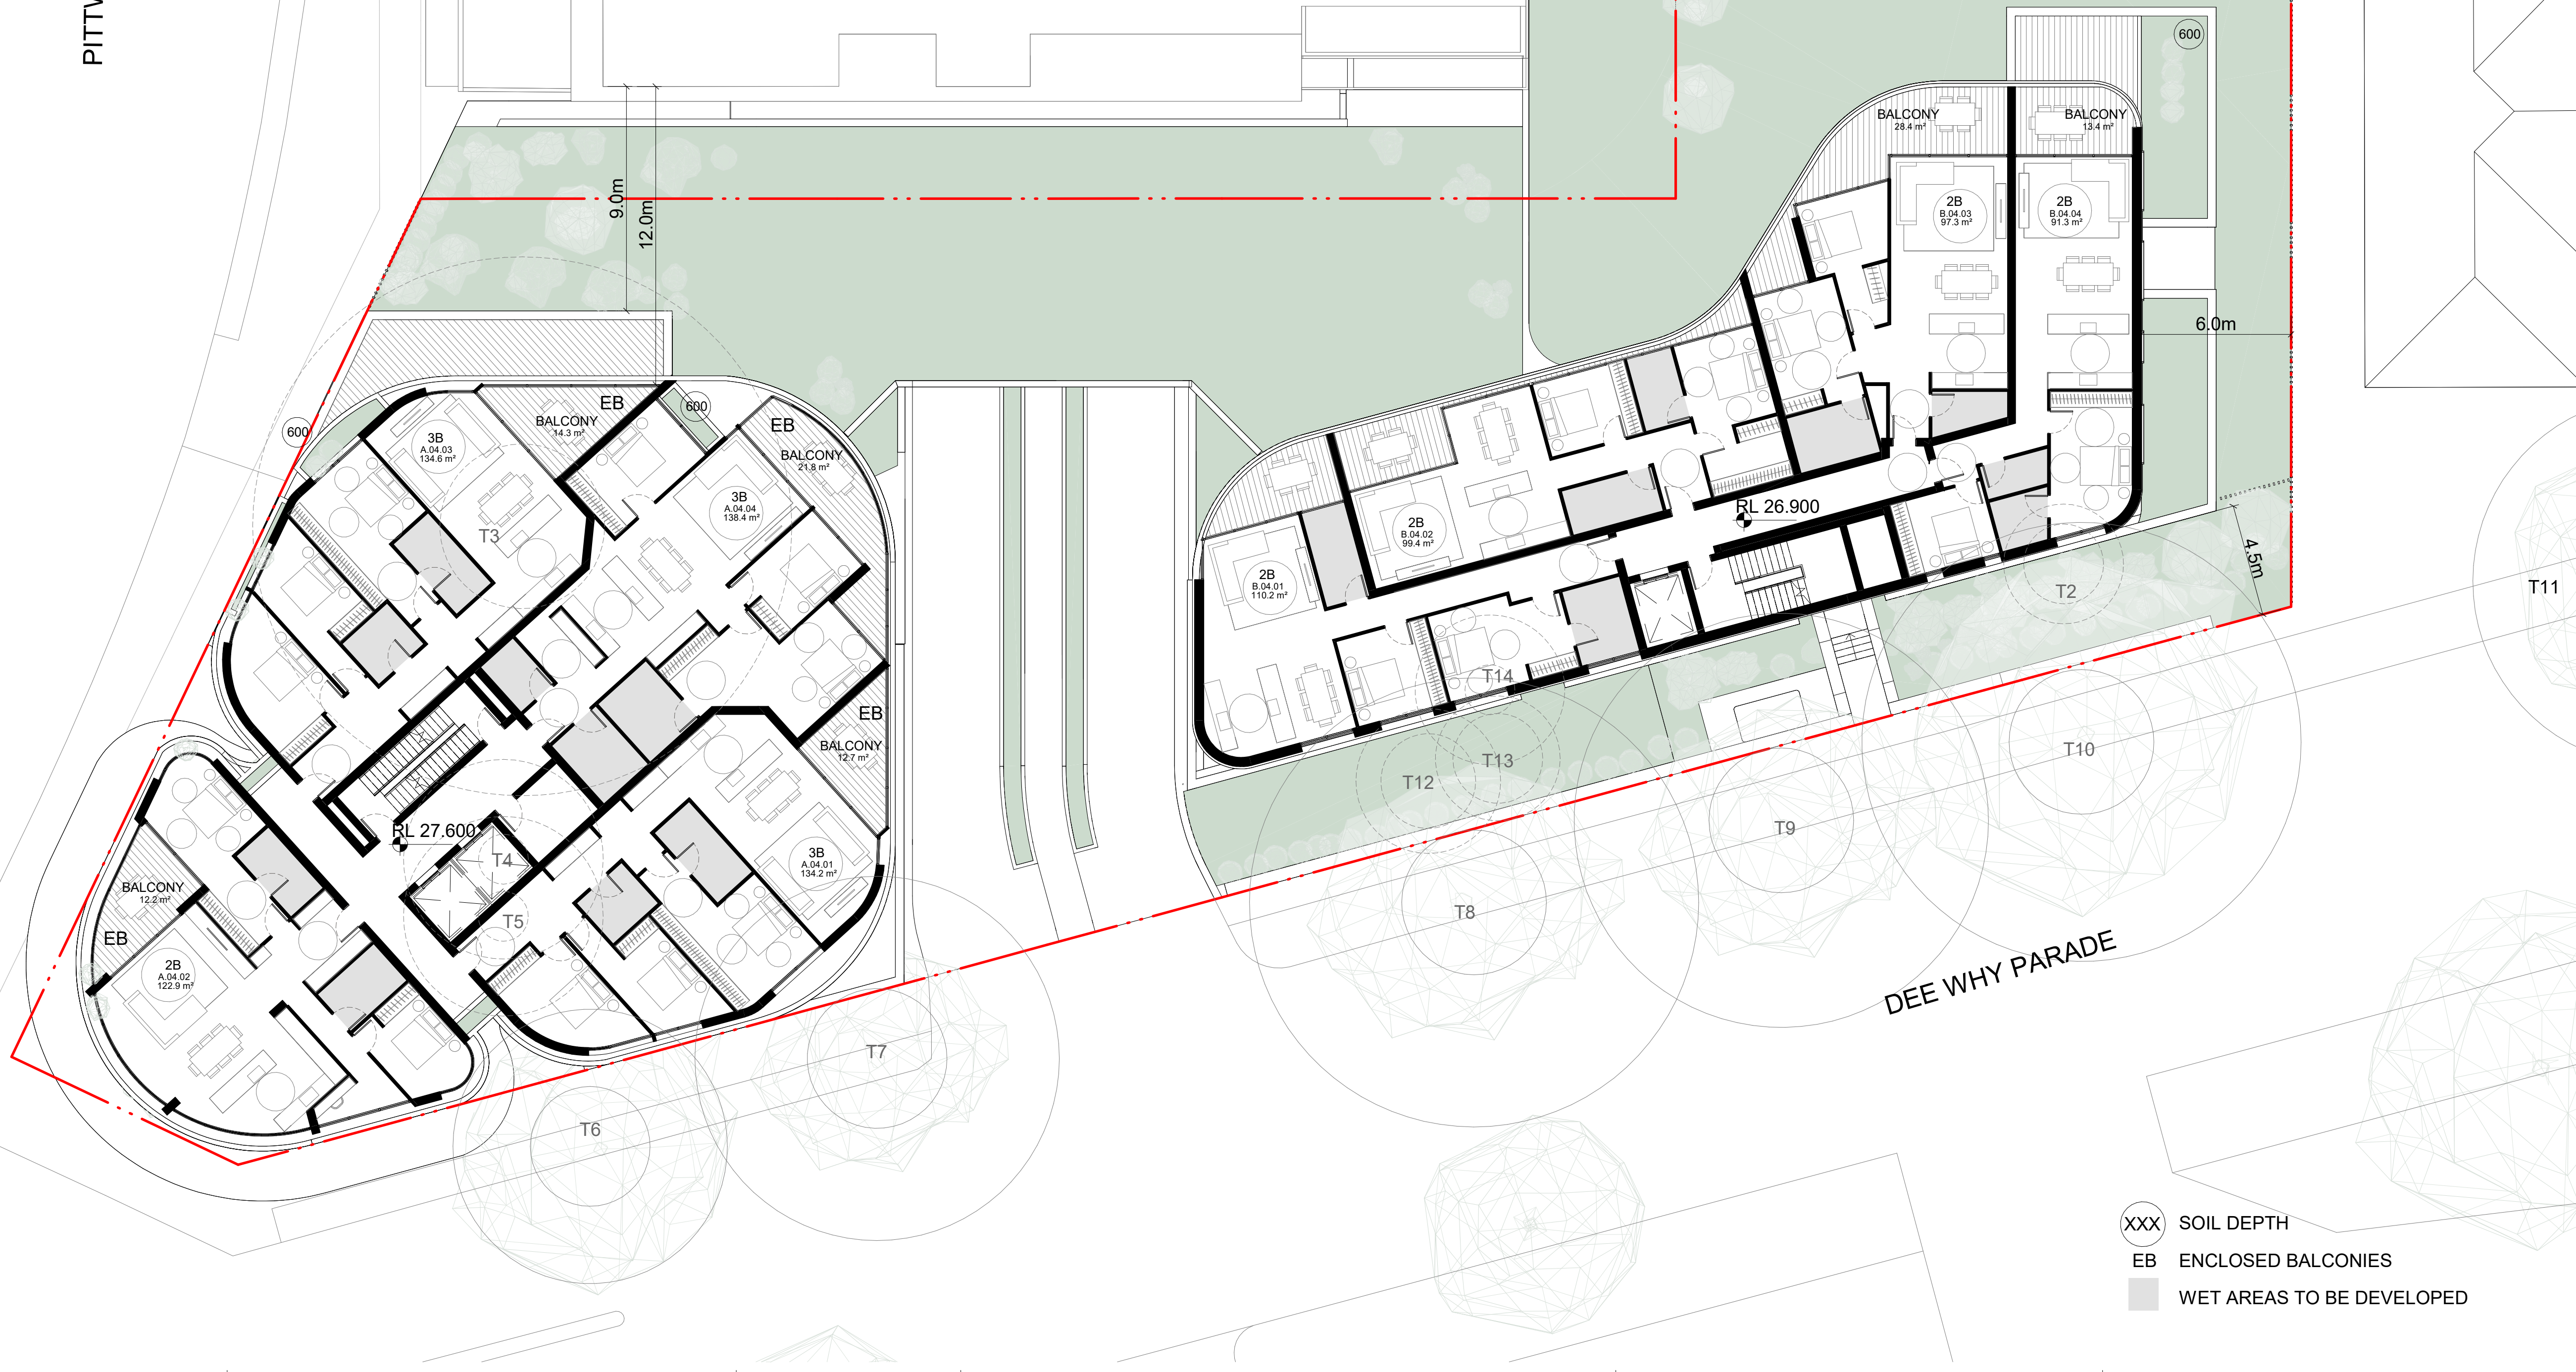 PITTW
600
BALCONY
28.4 m²
BALCONY
13.4 m²
9.0m
12.0m
2B
B.04.03
97.3 m²
2B
B.04.04
91.3 m²
6.0m
EB
600
BALCONY
14.3 m²
EB
600
3B
A.04.03
134.6 m²
BALCONY
21.8 m²
3B
A.04.04
138.4 m²
T3
RL 26.900
2B
B.04.02
99.4 m²
2B
B.04.01
110.2 m²
4.5m
T2
T11
T14
EB
BALCONY
12.7 m²
T13
T12
T10
T9
RL 27.600
T4
3B
A.04.01
134.2 m²
BALCONY
12.2 m²
T5
T8
EB
2B
A.04.02
122.9 m²
DEE WHY PARADE
T7
T6
XXX SOIL DEPTH
EB ENCLOSED BALCONIES
WET AREAS TO BE DEVELOPED